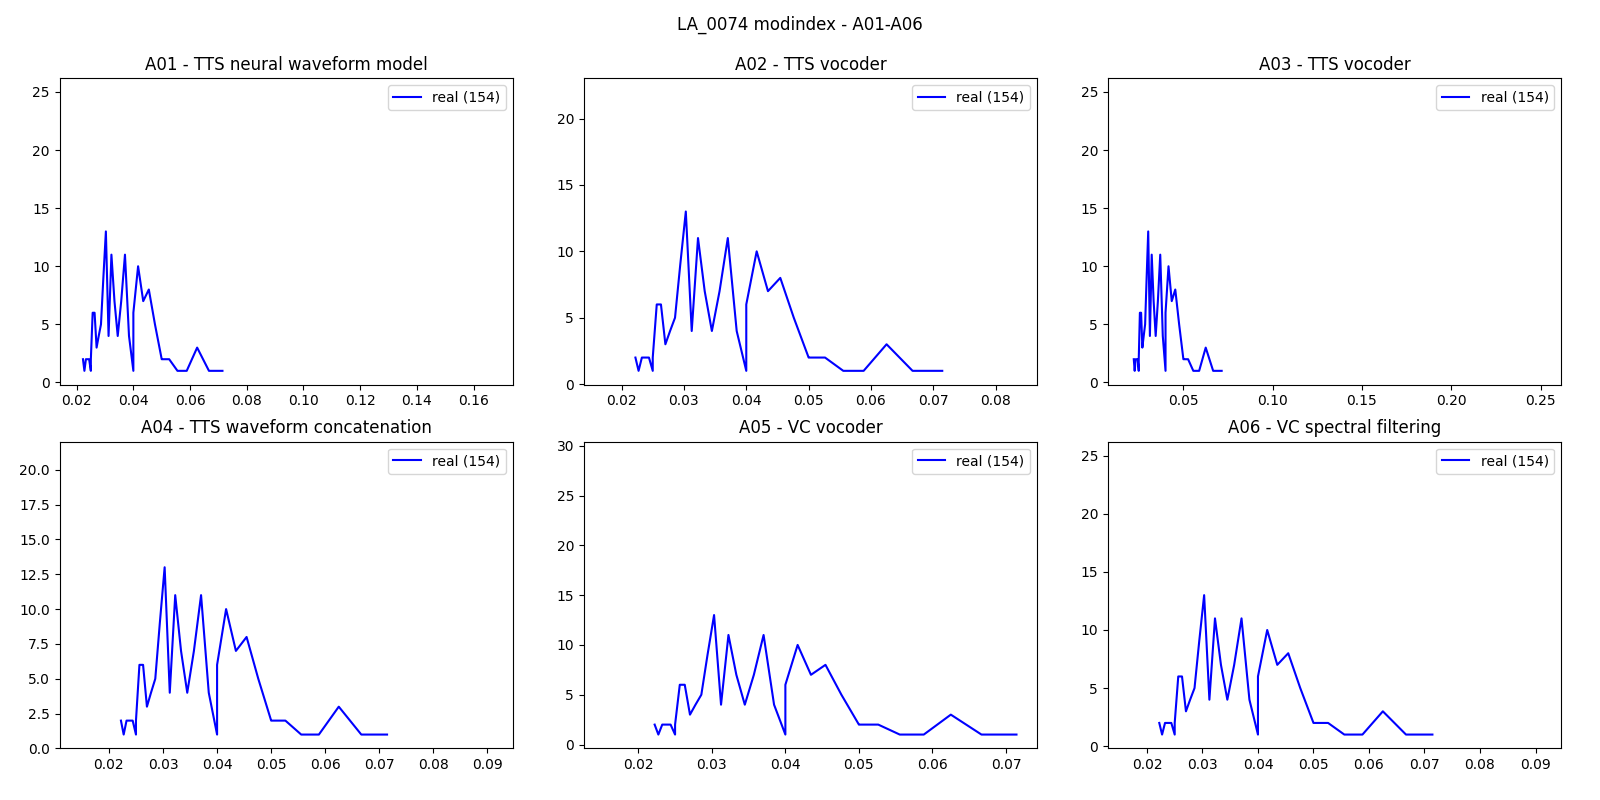 LA_0074 modindex - A01-A06
A01 - TTS neural waveform model
real (154)
25
20
15
10
5
0
0.02 0.04 0.06 0.08 0.10 0.12 0.14 0.16
A02 - TTS vocoder
real (154)
20
15
10
5
0
0.02 0.03 0.04 0.05 0.06 0.07 0.08
A03 - TTS vocoder
real (154)
25
20
15
10
5
0
0.05 0.10 0.15 0.20 0.25
A04 - TTS waveform concatenation
real (154)
20.0
17.5
15.0
12.5
10.0
7.5
5.0
2.5
0.0
0.02 0.03 0.04 0.05 0.06 0.07 0.08 0.09
A05 - VC vocoder
real (154)
30
25
20
15
10
5
0
0.02 0.03 0.04 0.05 0.06 0.07
A06 - VC spectral filtering
real (154)
25
20
15
10
5
0
0.02 0.03 0.04 0.05 0.06 0.07 0.08 0.09